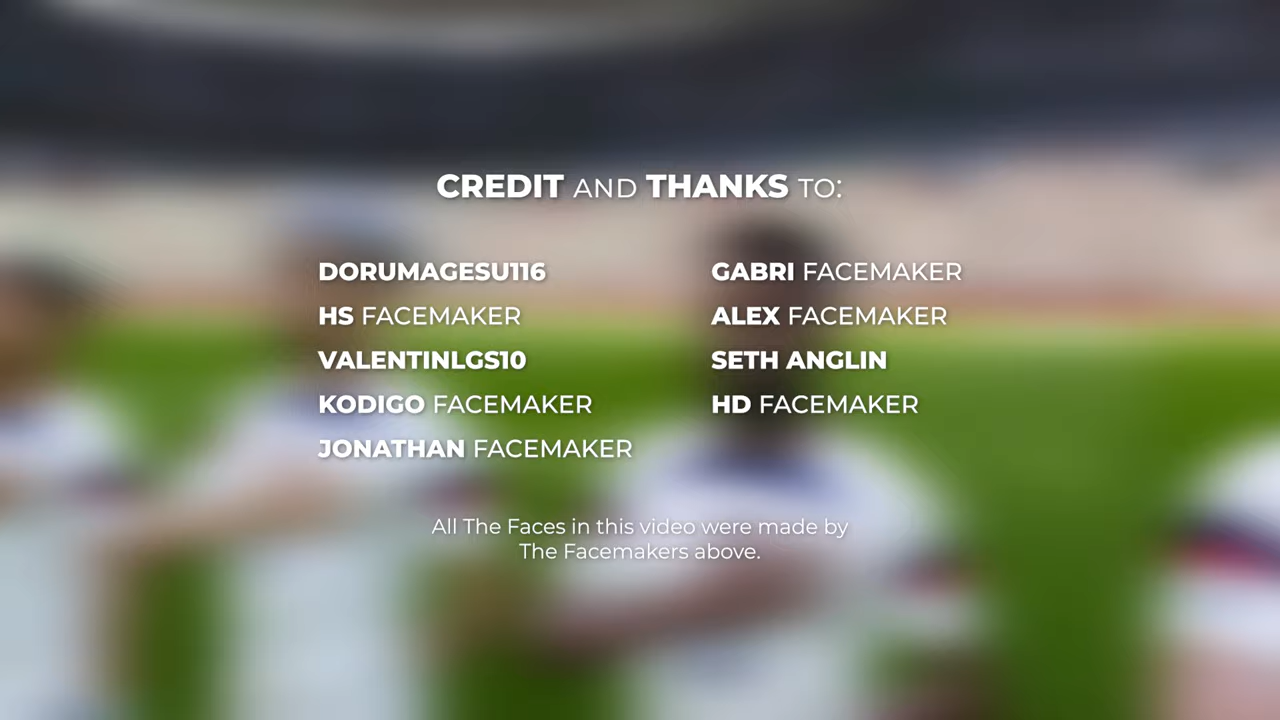 CREDIT AND THANKS TO:
DORUMAGESU116
HS FACEMAKER
VALENTINLGS10
KODIGO FACEMAKER
JONATHAN FACEMAKER
GABRI FACEMAKER
ALEX FACEMAKER
SETH ANGLIN
HD FACEMAKER
All The Faces in this video were made by
The Facemakers above.